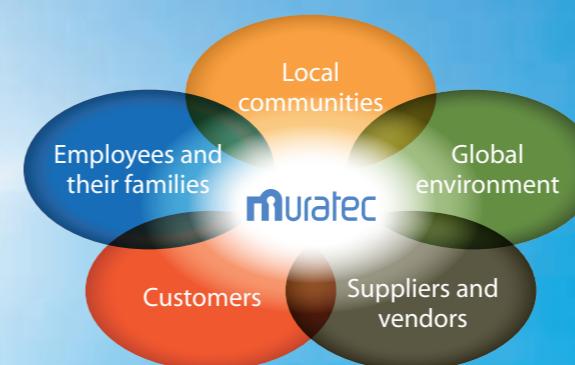 Local
communities
Employees and
their families
Global
environment
muratec
Customers
Suppliers and
vendors